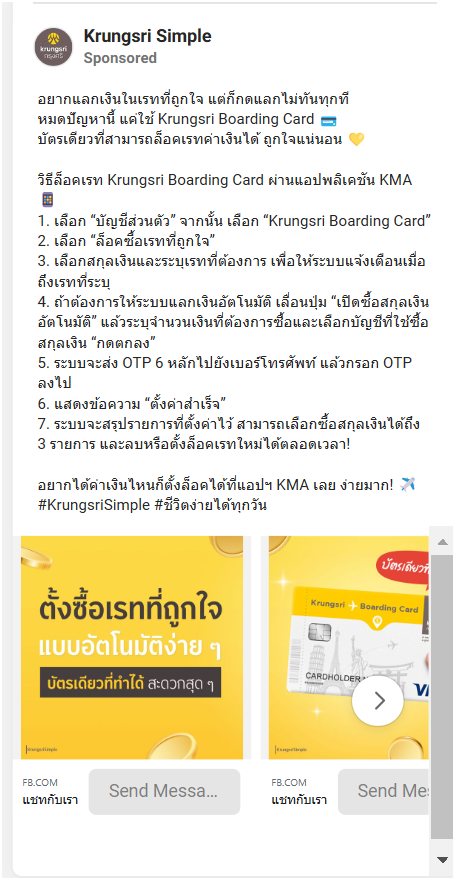 Krungsri Simple
Sponsored
krungsri
กรุงศรี
อยากแลกเงินในเรทที่ถูกใจ แต่ก็กดแลกไม่ทันทุกที
หมดปัญหานี้ แค่ใช้ Krungsri Boarding Card 💳
บัตรเดียวที่สามารถล็อคเรทค่าเงินได้ ถูกใจแน่นอน 💛
วิธีล็อคเรท Krungsri Boarding Card ผ่านแอปพลิเคชัน KMA
📱
1. เลือก “บัญชีส่วนตัว” จากนั้น เลือก “Krungsri Boarding Card”
2. เลือก “ล็อคซื้อเรทที่ถูกใจ”
3. เลือกสกุลเงินและระบุเรทที่ต้องการ เพื่อให้ระบบแจ้งเตือนเมื่อ
ถึงเรทที่ระบุ
4. ถ้าต้องการให้ระบบแลกเงินอัตโนมัติ เลื่อนปุ่ม “เปิดซื้อสกุลเงิน
อัตโนมัติ” แล้วระบุจำนวนเงินที่ต้องการซื้อและเลือกบัญชีที่ใช้ซื้อ
สกุลเงิน “กดตกลง”
5. ระบบจะส่ง OTP 6 หลักไปยังเบอร์โทรศัพท์ แล้วกรอก OTP
ลงไป
6. แสดงข้อความ “ตั้งค่าสำเร็จ”
7. ระบบจะสรุปรายการที่ตั้งค่าไว้ สามารถเลือกซื้อสกุลเงินได้ถึง
3 รายการ และลบหรือตั้งล็อคเรทใหม่ได้ตลอดเวลา!
อยากได้ค่าเงินไหนก็ตั้งล็อคได้ที่แอปฯ KMA เลย ง่ายมาก! ✈️
#KrungsriSimple #ชีวิตง่ายได้ทุกวัน
ตั้งซื้อเรทที่ถูกใจ
แบบอัตโนมัติง่าย ๆ
บัตรเดียวที่ทำได้ สะดวกสุด ๆ
#KrungsriSimple
บัตรเดียวที่
Krungsri Boarding Card
CARDHOLDER
VIS
#KrungsriSimple
FB.COM
แชทกับเรา
Send Messa...
FB.COM
แชทกับเรา
Send Mes